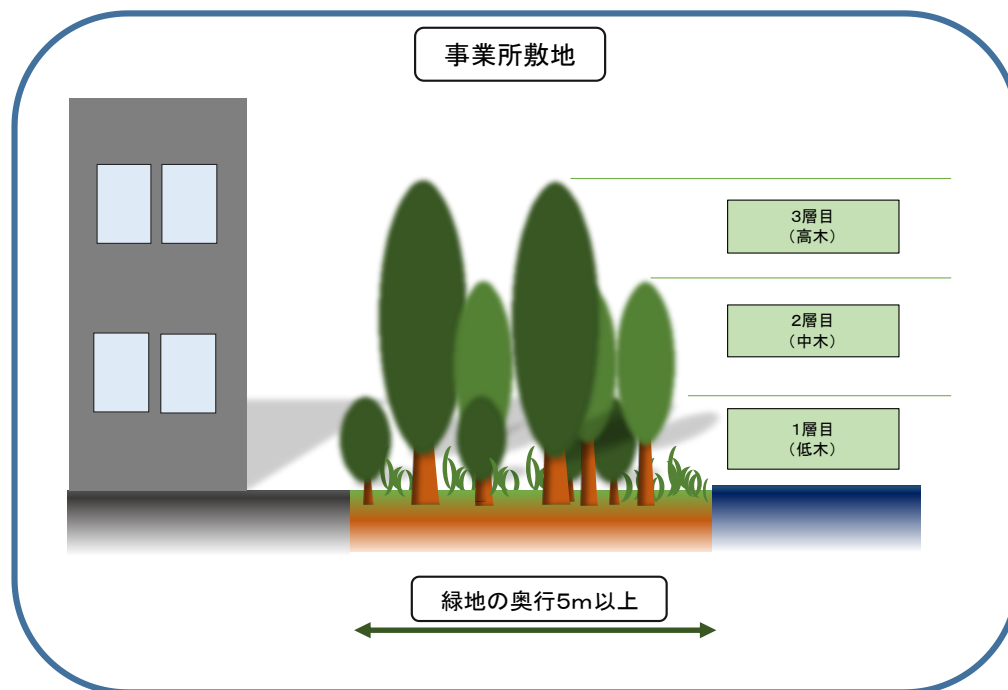 事業所敷地
3層目
（高木）
2層目
（中木）
1層目
（低木）
緑地の奥行5m以上